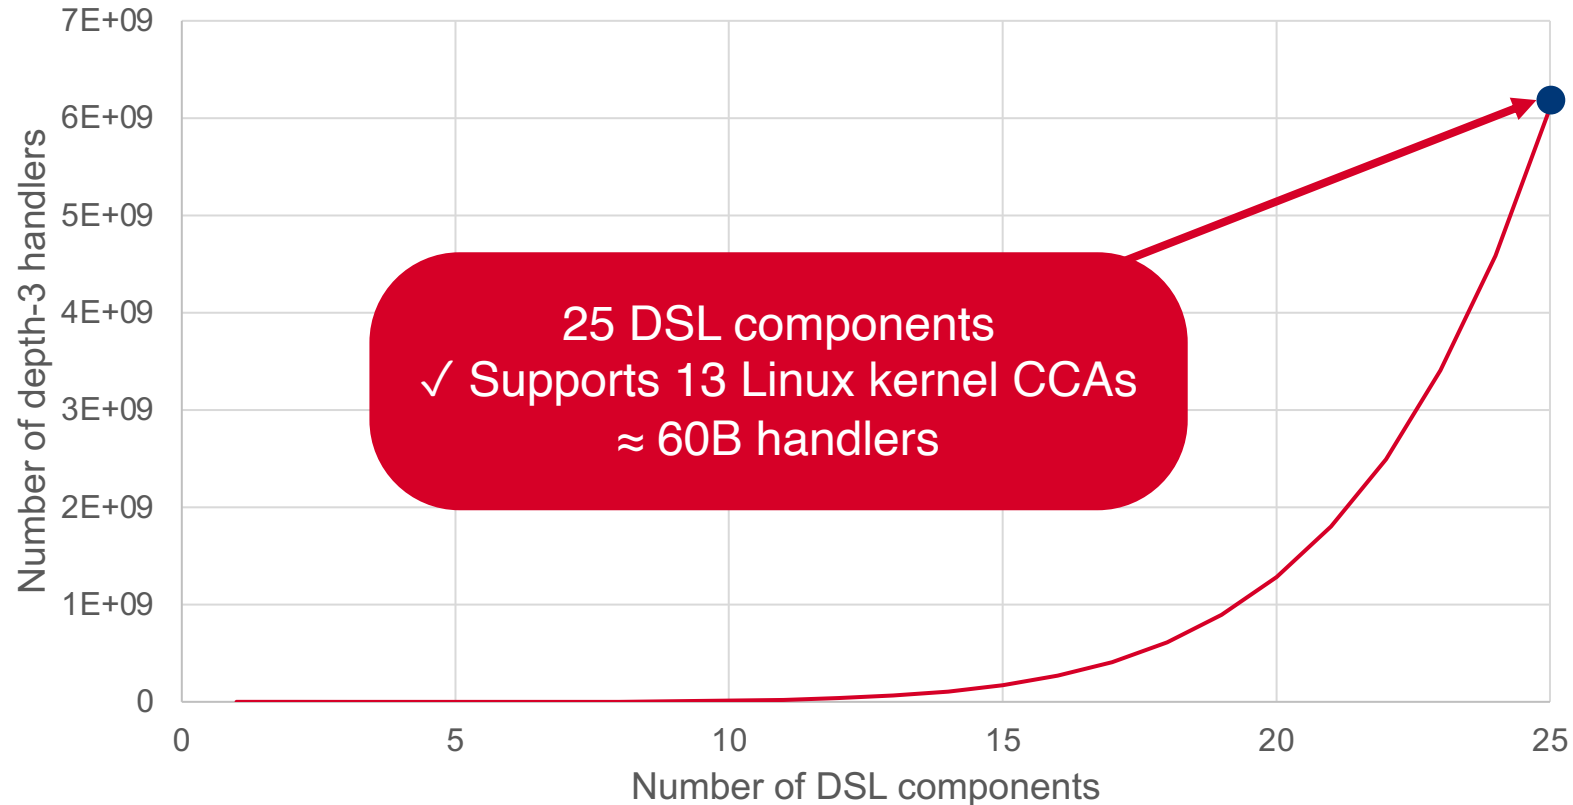 7E+09
6E+09
5E+09
4E+09
3E+09
2E+09
1E+09
0
Number of depth-3 handlers
25 DSL components
✓ Supports 13 Linux kernel CCAs
≈ 60B handlers
0 5 10 15 20 25
Number of DSL components